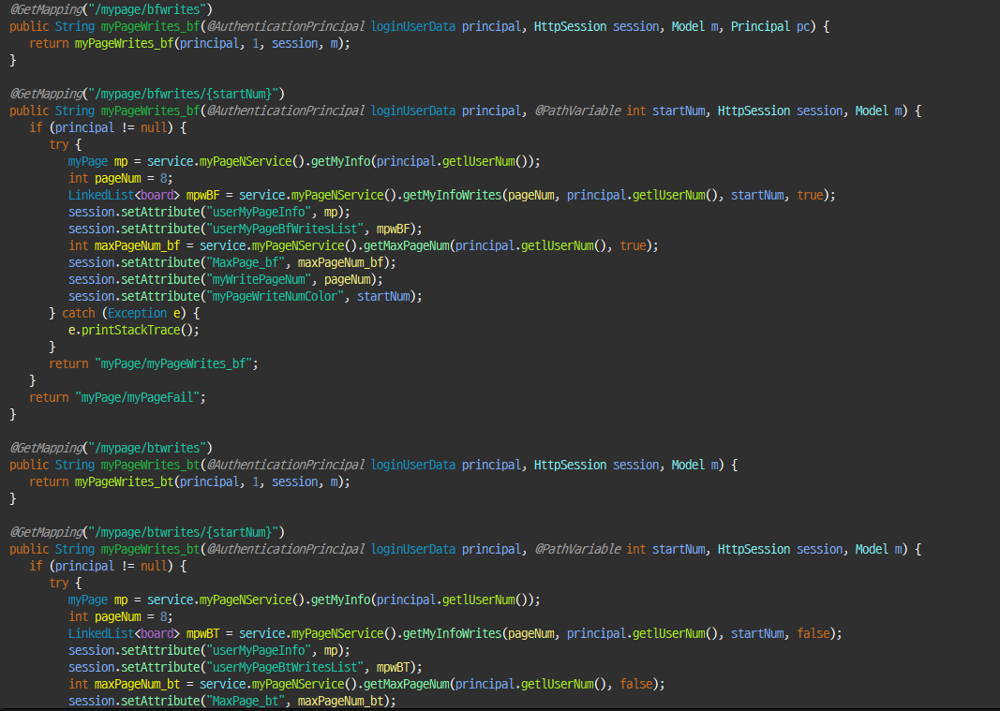 @GetMapping("/mypage/bfwrites")
public String myPageWrites_bf(@AuthenticationPrincipal loginUserData principal, HttpSession session, Model m, Principal pc) {
return myPageWrites_bf(principal, 1, session, m);
}
@GetMapping("/mypage/bfwrites/{startNum}")
public String myPageWrites_bf(@AuthenticationPrincipal loginUserData principal, @PathVariable int startNum, HttpSession session, Model m) {
if (principal != null) {
try {
myPage mp = service.myPageNService().getMyInfo(principal.getlUserNum());
int pageNum = 8;
LinkedList<board> mpwBF = service.myPageNService().getMyInfoWrites(pageNum, principal.getlUserNum(), startNum, true);
session.setAttribute("userMyPageInfo", mp);
session.setAttribute("userMyPageBfWritesList", mpwBF);
int maxPageNum_bf = service.myPageNService().getMaxPageNum(principal.getlUserNum(), true);
session.setAttribute("MaxPage_bf", maxPageNum_bf);
session.setAttribute("myWritePageNum", pageNum);
session.setAttribute("myPageWriteNumColor", startNum);
} catch (Exception e) {
e.printStackTrace();
}
return "myPage/myPageWrites_bf";
}
return "myPage/myPageFail";
}
@GetMapping("/mypage/btwrites")
public String myPageWrites_bt(@AuthenticationPrincipal loginUserData principal, HttpSession session, Model m) {
return myPageWrites_bt(principal, 1, session, m);
}
@GetMapping("/mypage/btwrites/{startNum}")
public String myPageWrites_bt(@AuthenticationPrincipal loginUserData principal, @PathVariable int startNum, HttpSession session, Model m) {
if (principal != null) {
try {
myPage mp = service.myPageNService().getMyInfo(principal.getlUserNum());
int pageNum = 8;
LinkedList<board> mpwBT = service.myPageNService().getMyInfoWrites(pageNum, principal.getlUserNum(), startNum, false);
session.setAttribute("userMyPageInfo", mp);
session.setAttribute("userMyPageBtWritesList", mpwBT);
int maxPageNum_bt = service.myPageNService().getMaxPageNum(principal.getlUserNum(), false);
session.setAttribute("MaxPage_bt", maxPageNum_bt);